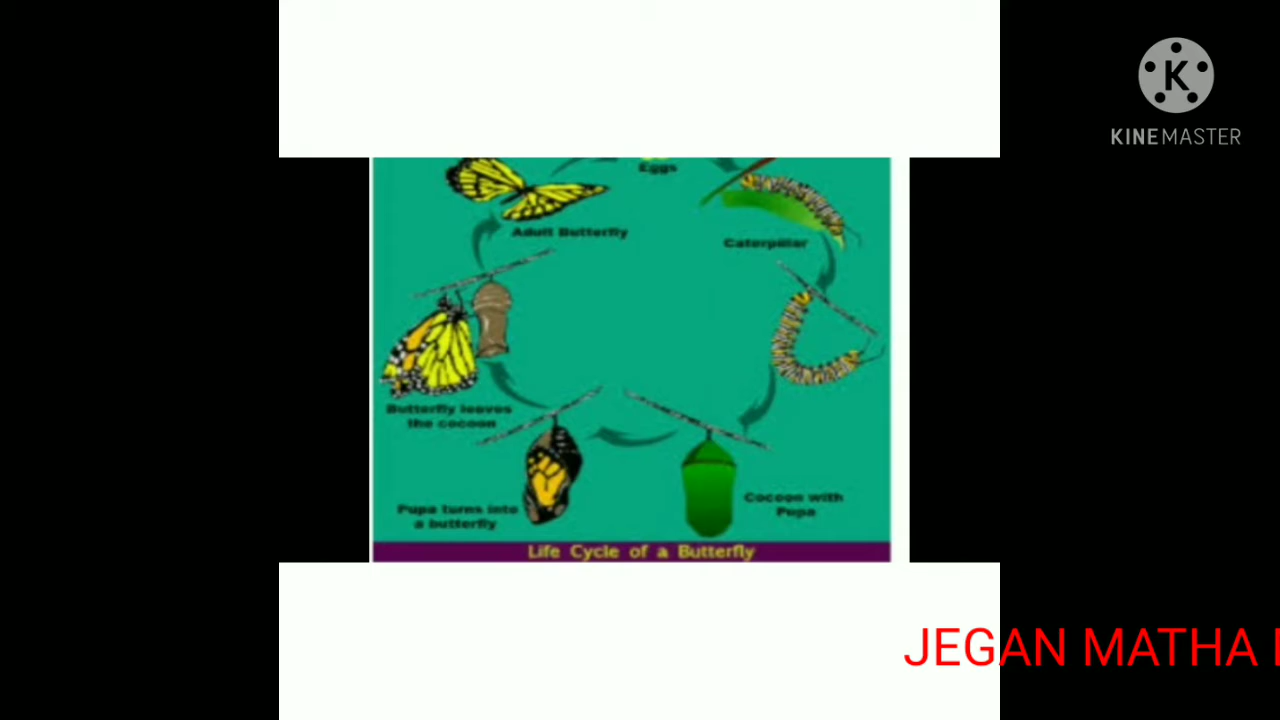 KINEMASTER
Eggs
Adult Butterfly
Caterpillar
Butterfly leaves
the cocoon
Cocoon with
Pupa
Pupa turns into
a butterfly
Life Cycle of a Butterfly
JEGAN MATHA